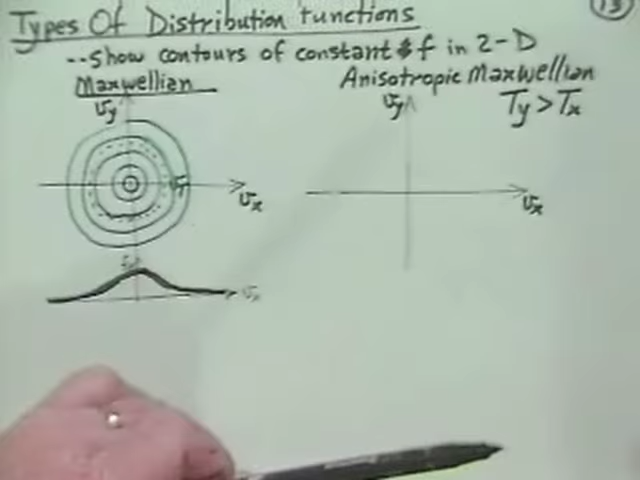 Types Of Distribution Functions
--Show contours of constant f in 2-D
Maxwellian
Anisotropic Maxwellian
Ty > Tx
vy
vy
vx
vx
13